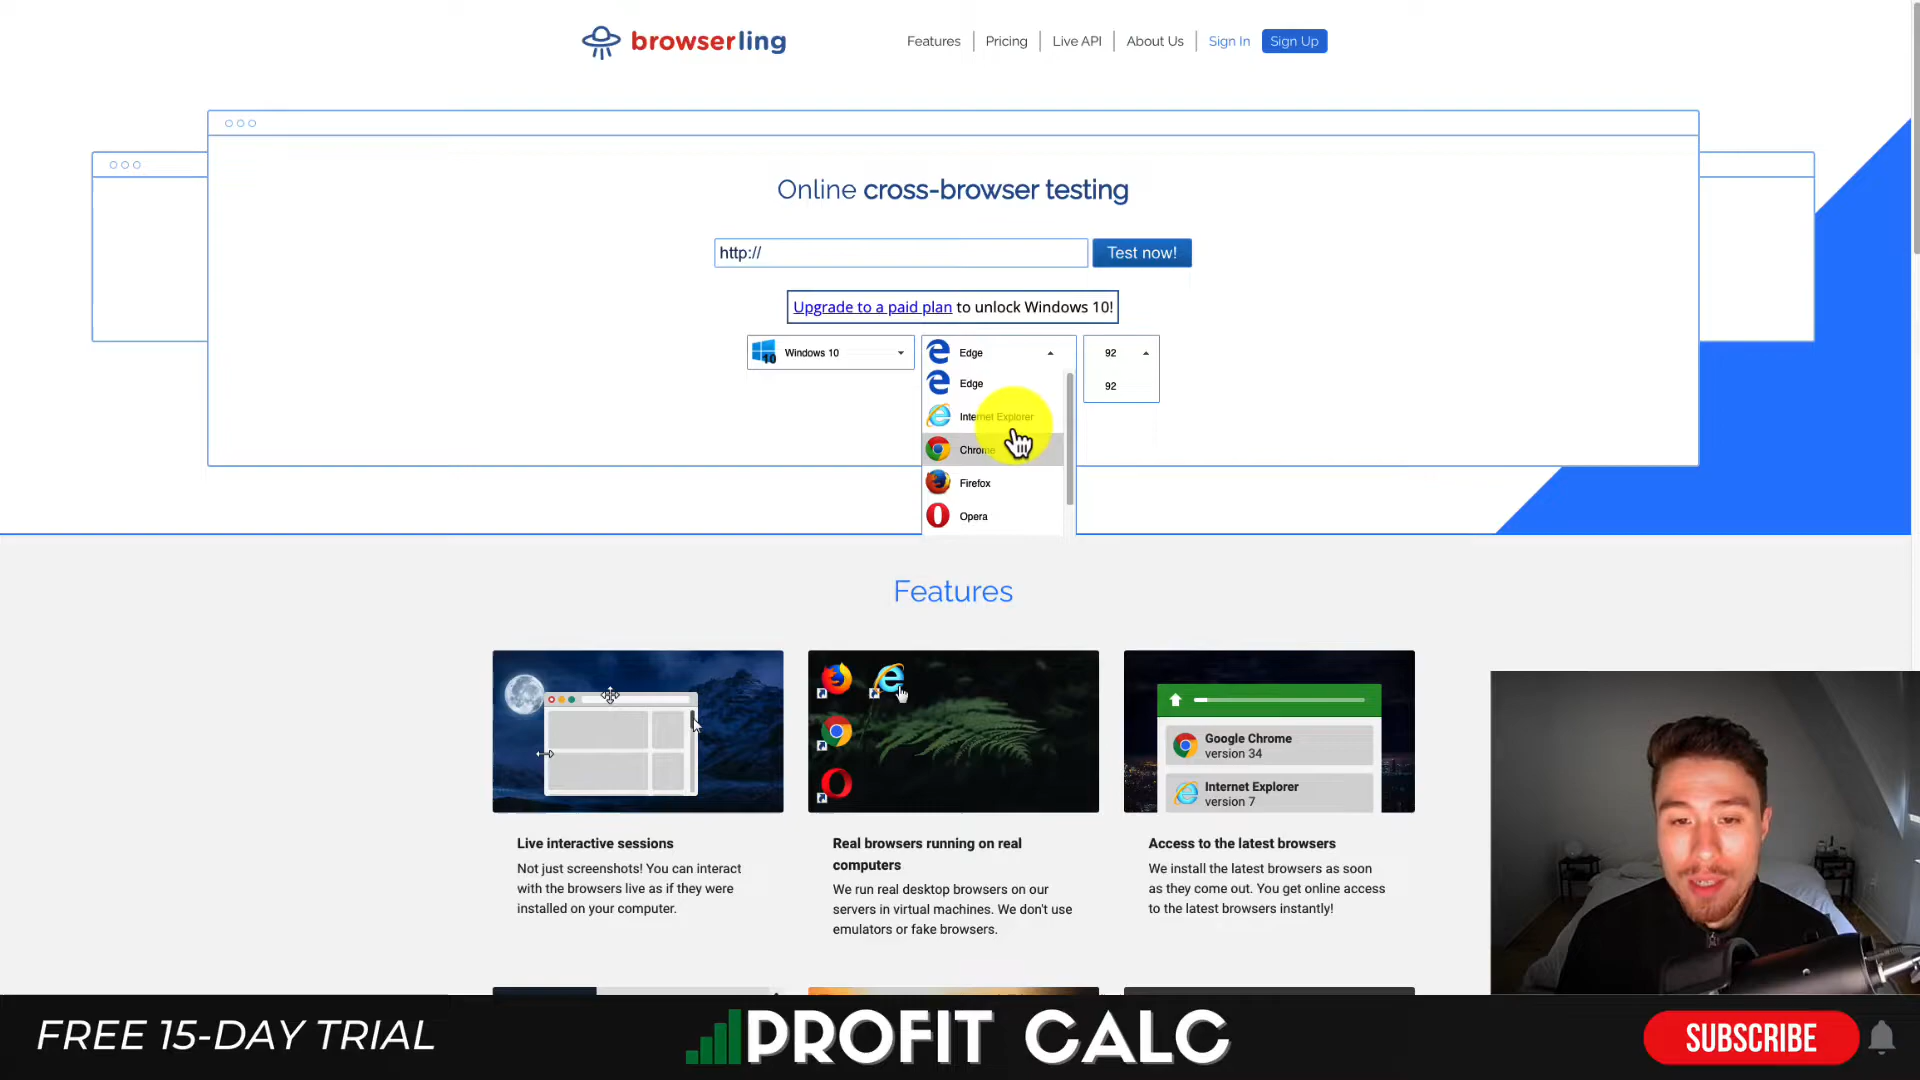 browserling
Features
Pricing
Live API
About Us
Sign In
Sign Up
Online cross-browser testing
http://
Test now!
Upgrade to a paid plan to unlock Windows 10!
10
Windows 10
Edge
92
Edge
92
Internet Explorer
Chrome
Firefox
Opera
Features
Google Chrome
version 34
Internet Explorer
version 7
Live interactive sessions
Not just screenshots! You can interact
with the browsers live as if they were
installed on your computer.
Real browsers running on real
computers
We run real desktop browsers on our
servers in virtual machines. We don't use
emulators or fake browsers.
Access to the latest browsers
We install the latest browsers as soon
as they come out. You get online access
to the latest browsers instantly!
FREE 15-DAY TRIAL
PROFIT CALC
SUBSCRIBE